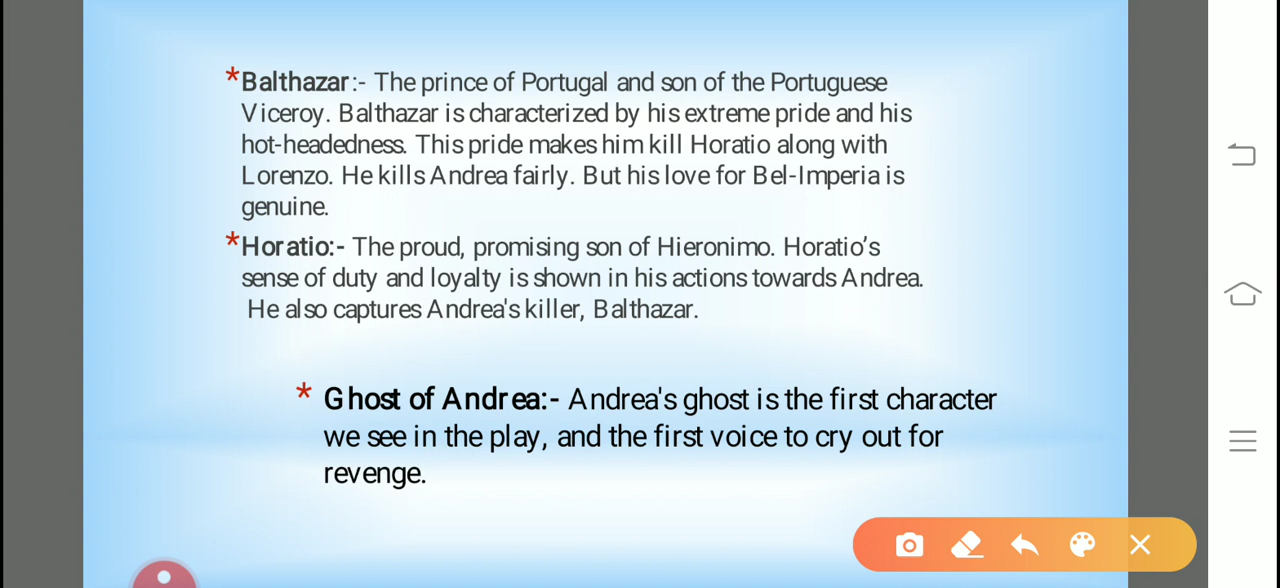 *Balthazar:- The prince of Portugal and son of the Portuguese
Viceroy. Balthazar is characterized by his extreme pride and his
hot-headedness. This pride makes him kill Horatio along with
Lorenzo. He kills Andrea fairly. But his love for Bel-Imperia is
genuine.
*Horatio:- The proud, promising son of Hieronimo. Horatio’s
sense of duty and loyalty is shown in his actions towards Andrea.
He also captures Andrea's killer, Balthazar.
* Ghost of Andrea:- Andrea's ghost is the first character
we see in the play, and the first voice to cry out for
revenge.